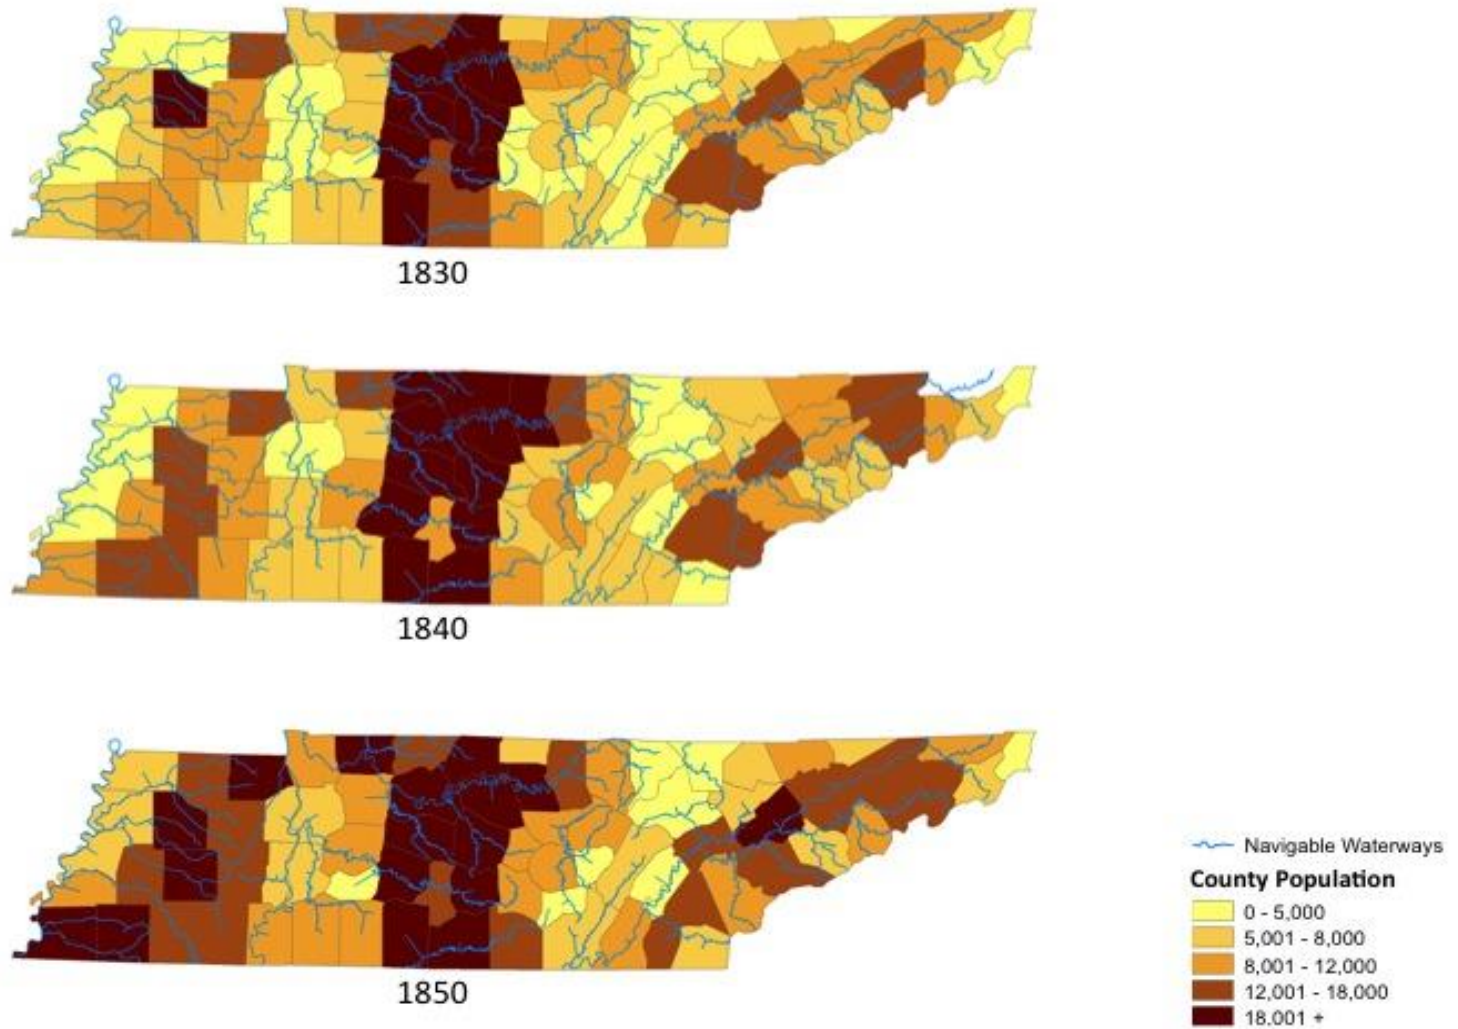 1830
1840
1850
Navigable Waterways
County Population
0 - 5,000
5,001 - 8,000
8,001 - 12,000
12,001 - 18,000
18,001 +